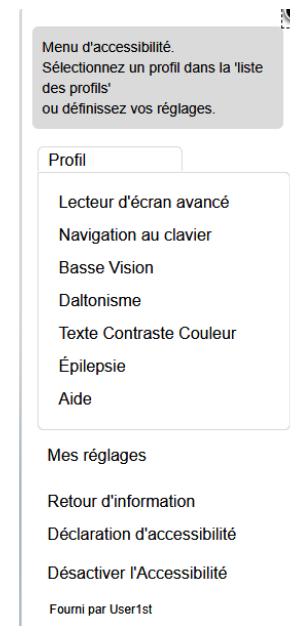 Menu d'accessibilité.
Sélectionnez un profil dans la 'liste
des profils'
ou définissez vos réglages.
Profil
Lecteur d'écran avancé
Navigation au clavier
Basse Vision
Daltonisme
Texte Contraste Couleur
Épilepsie
Aide
Mes réglages
Retour d'information
Déclaration d'accessibilité
Désactiver l'Accessibilité
Fourni par User1st